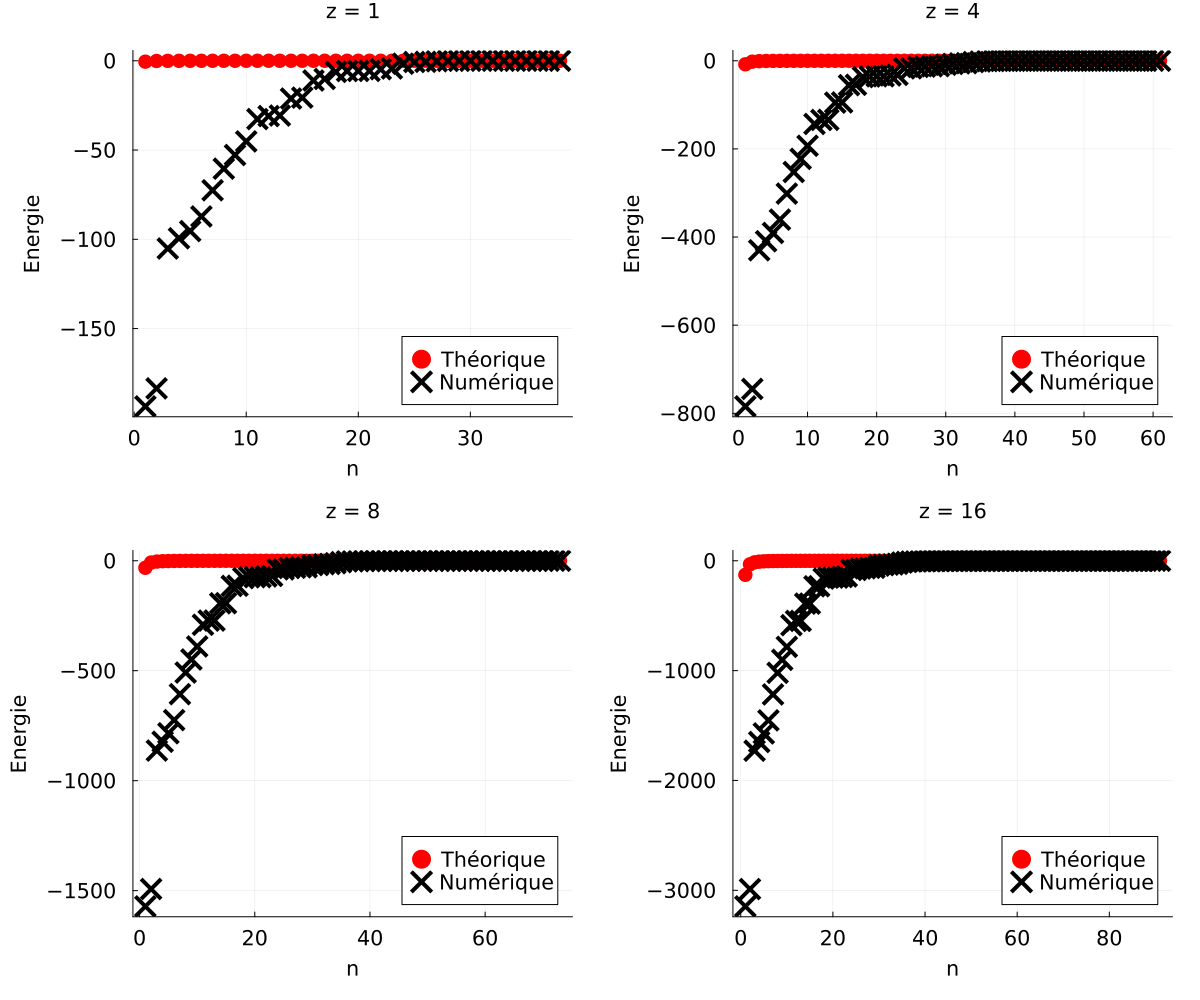 z = 1
0
−50
−100
−150
Energie
0
10
20
30
n
Théorique
Numérique
z = 4
0
−200
−400
−600
−800
Energie
0
10
20
30
40
50
60
n
Théorique
Numérique
z = 8
0
−500
−1000
−1500
Energie
0
20
40
60
n
Théorique
Numérique
z = 16
0
−1000
−2000
−3000
Energie
0
20
40
60
80
n
Théorique
Numérique